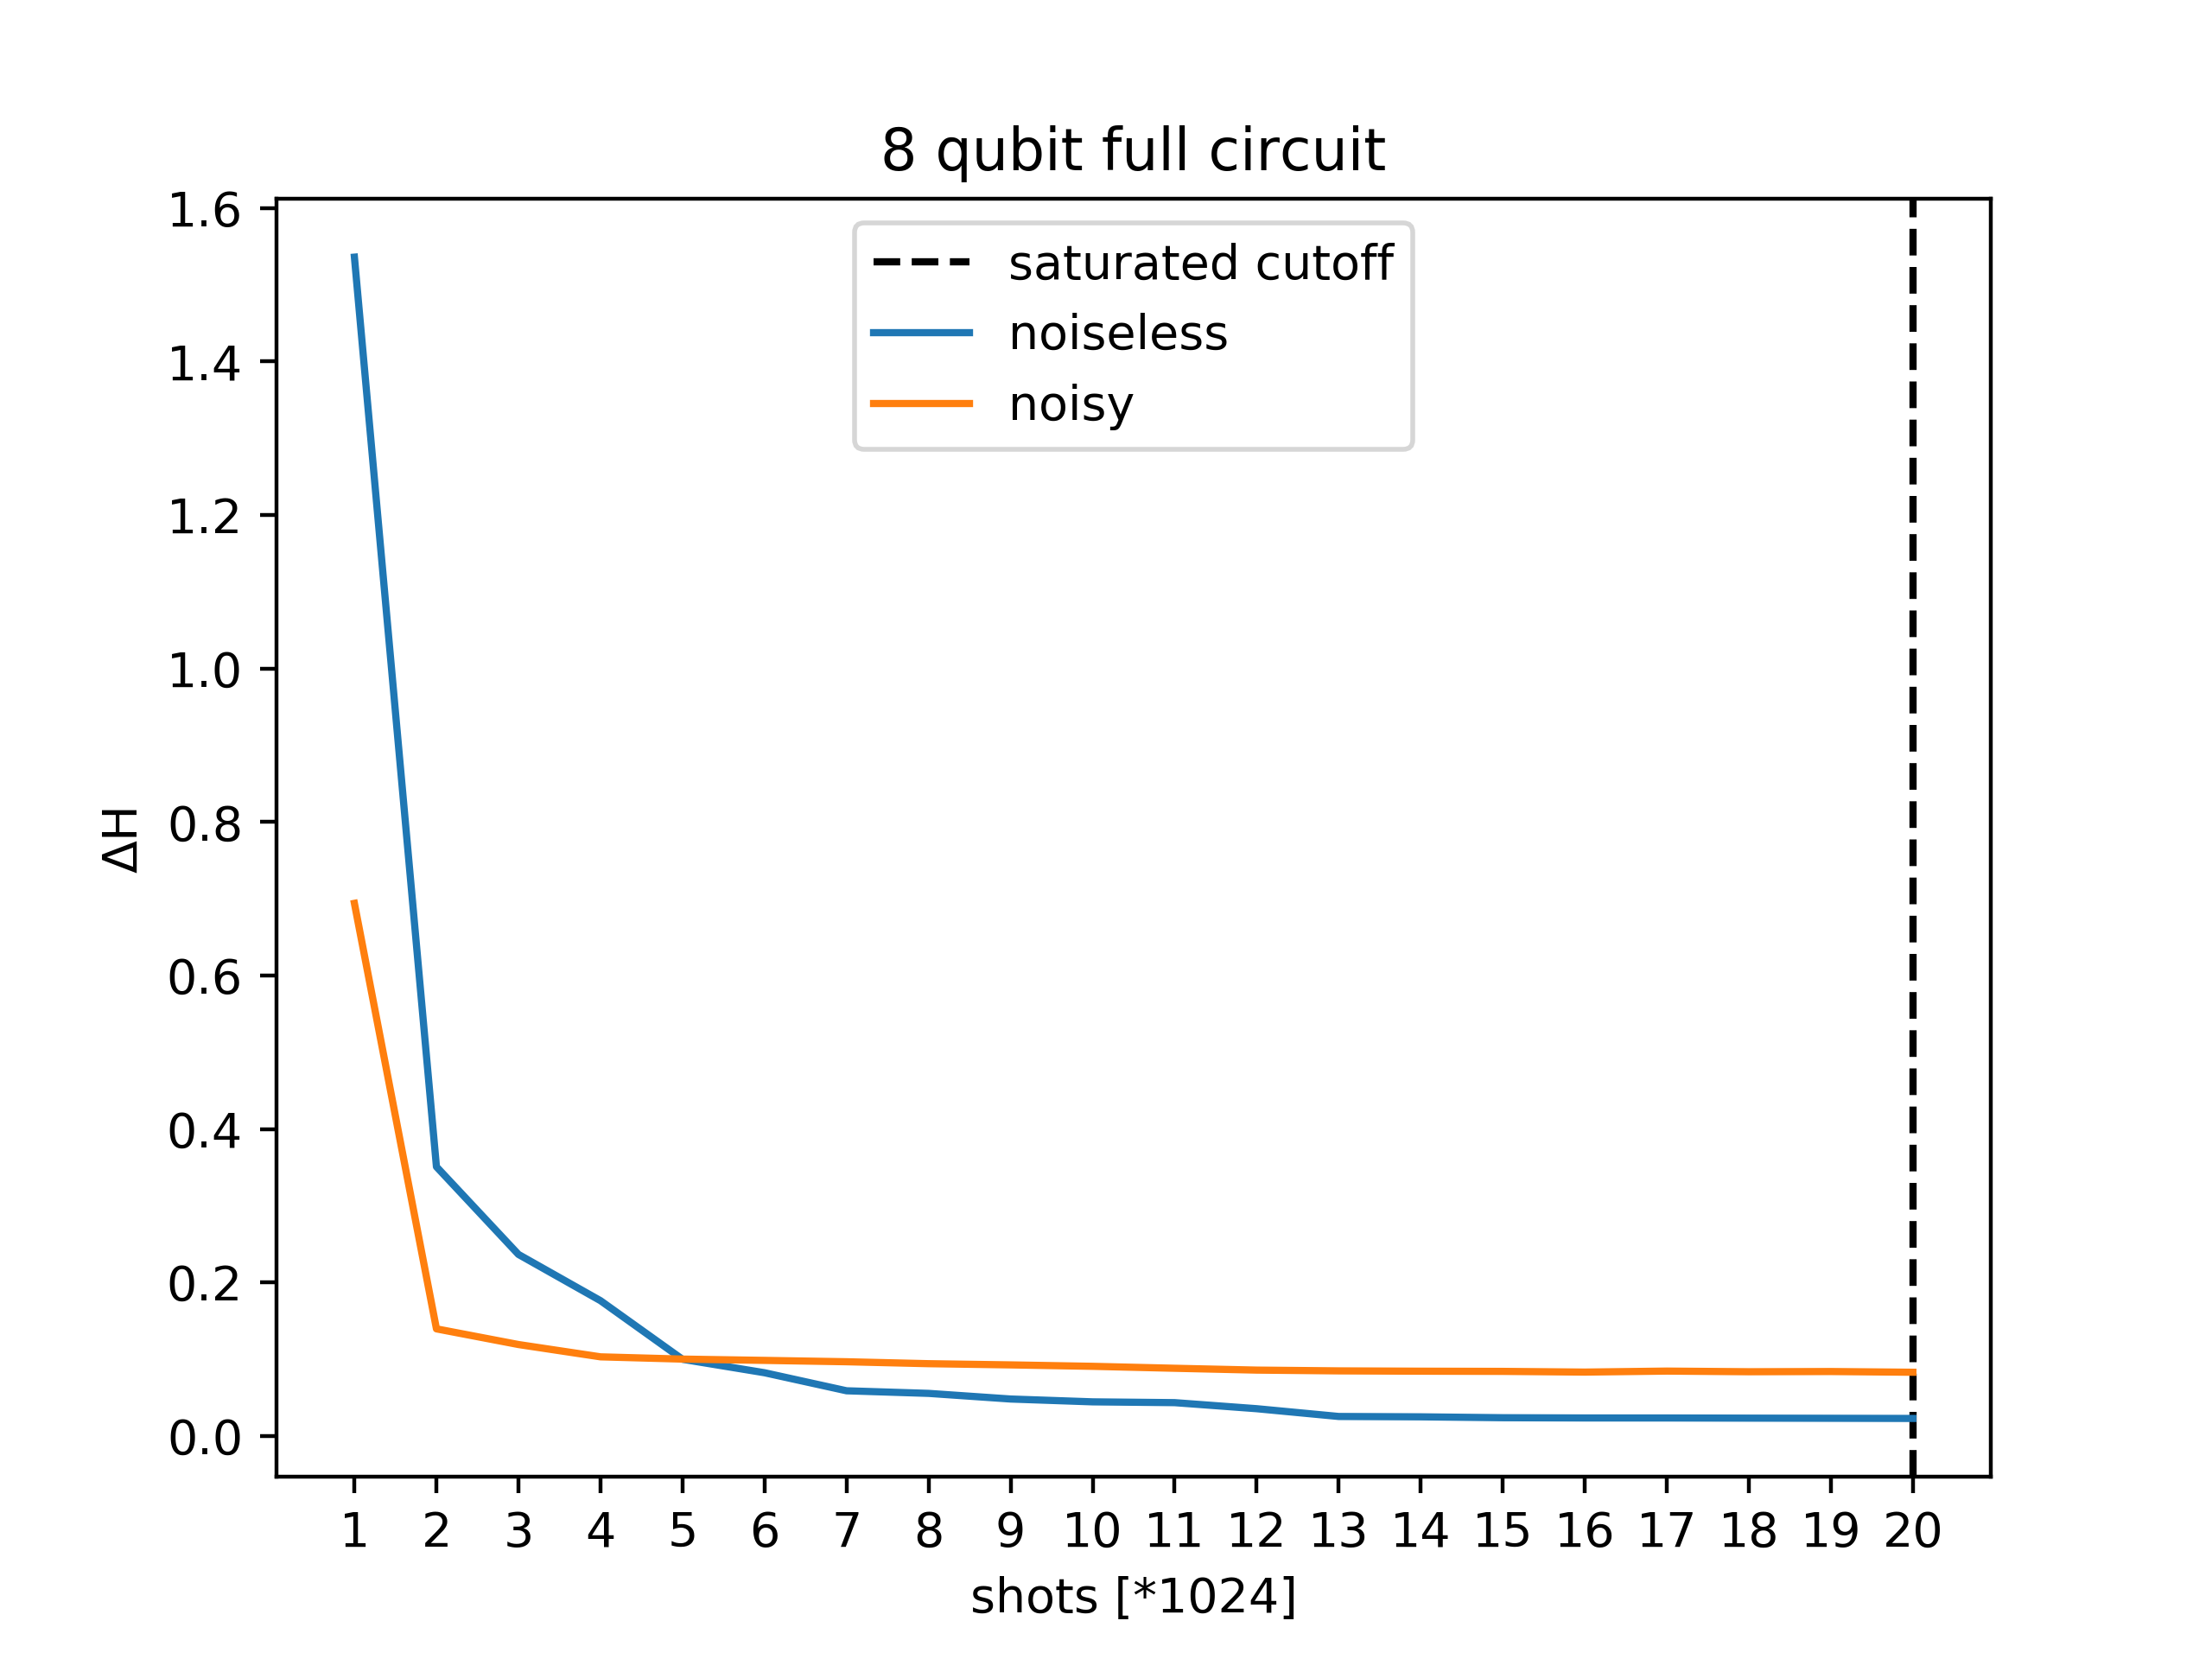 8 qubit full circuit
saturated cutoff
noiseless
noisy
ΔH
1.6
1.4
1.2
1.0
0.8
0.6
0.4
0.2
0.0
1 2 3 4 5 6 7 8 9 10 11 12 13 14 15 16 17 18 19 20
shots [*1024]